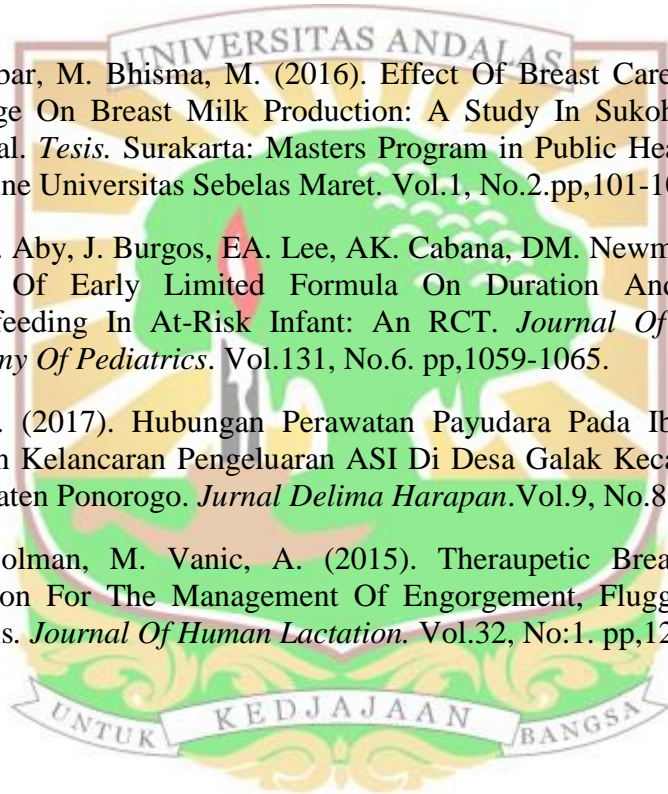 UNIVERSITAS ANDALAS
bar, M. Bhisma, M. (2016). Effect Of Breast Care
ge On Breast Milk Production: A Study In Sukoh
al. Tesis. Surakarta: Masters Program in Public Hea
ne Universitas Sebelas Maret. Vol.1, No.2.pp,101-10
. Aby, J. Burgos, EA. Lee, AK. Cabana, DM. Newm
Of Early Limited Formula On Duration And
feeding In At-Risk Infant: An RCT. Journal Of
ny Of Pediatrics. Vol.131, No.6. pp,1059-1065.
. (2017). Hubungan Perawatan Payudara Pada Ib
n Kelancaran Pengeluaran ASI Di Desa Galak Keca
aten Ponorogo. Jurnal Delima Harapan.Vol.9, No.8
olman, M. Vanic, A. (2015). Theraupetic Brea
on For The Management Of Engorgement, Flugg
s. Journal Of Human Lactation. Vol.32, No:1. pp,12
UNTUK KEDJAJAAN BANGSA